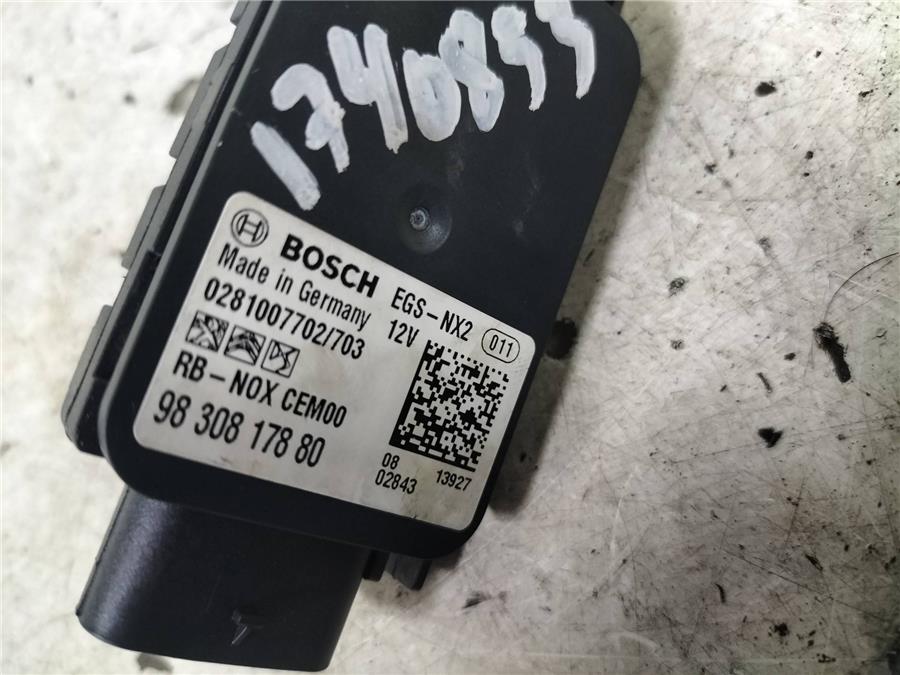 1740853
BOSCH
Made in Germany
0281007702/703
EGS-NX2
12V
011
RB-NOX CEM00
98 308 178 80
08
13927
02843